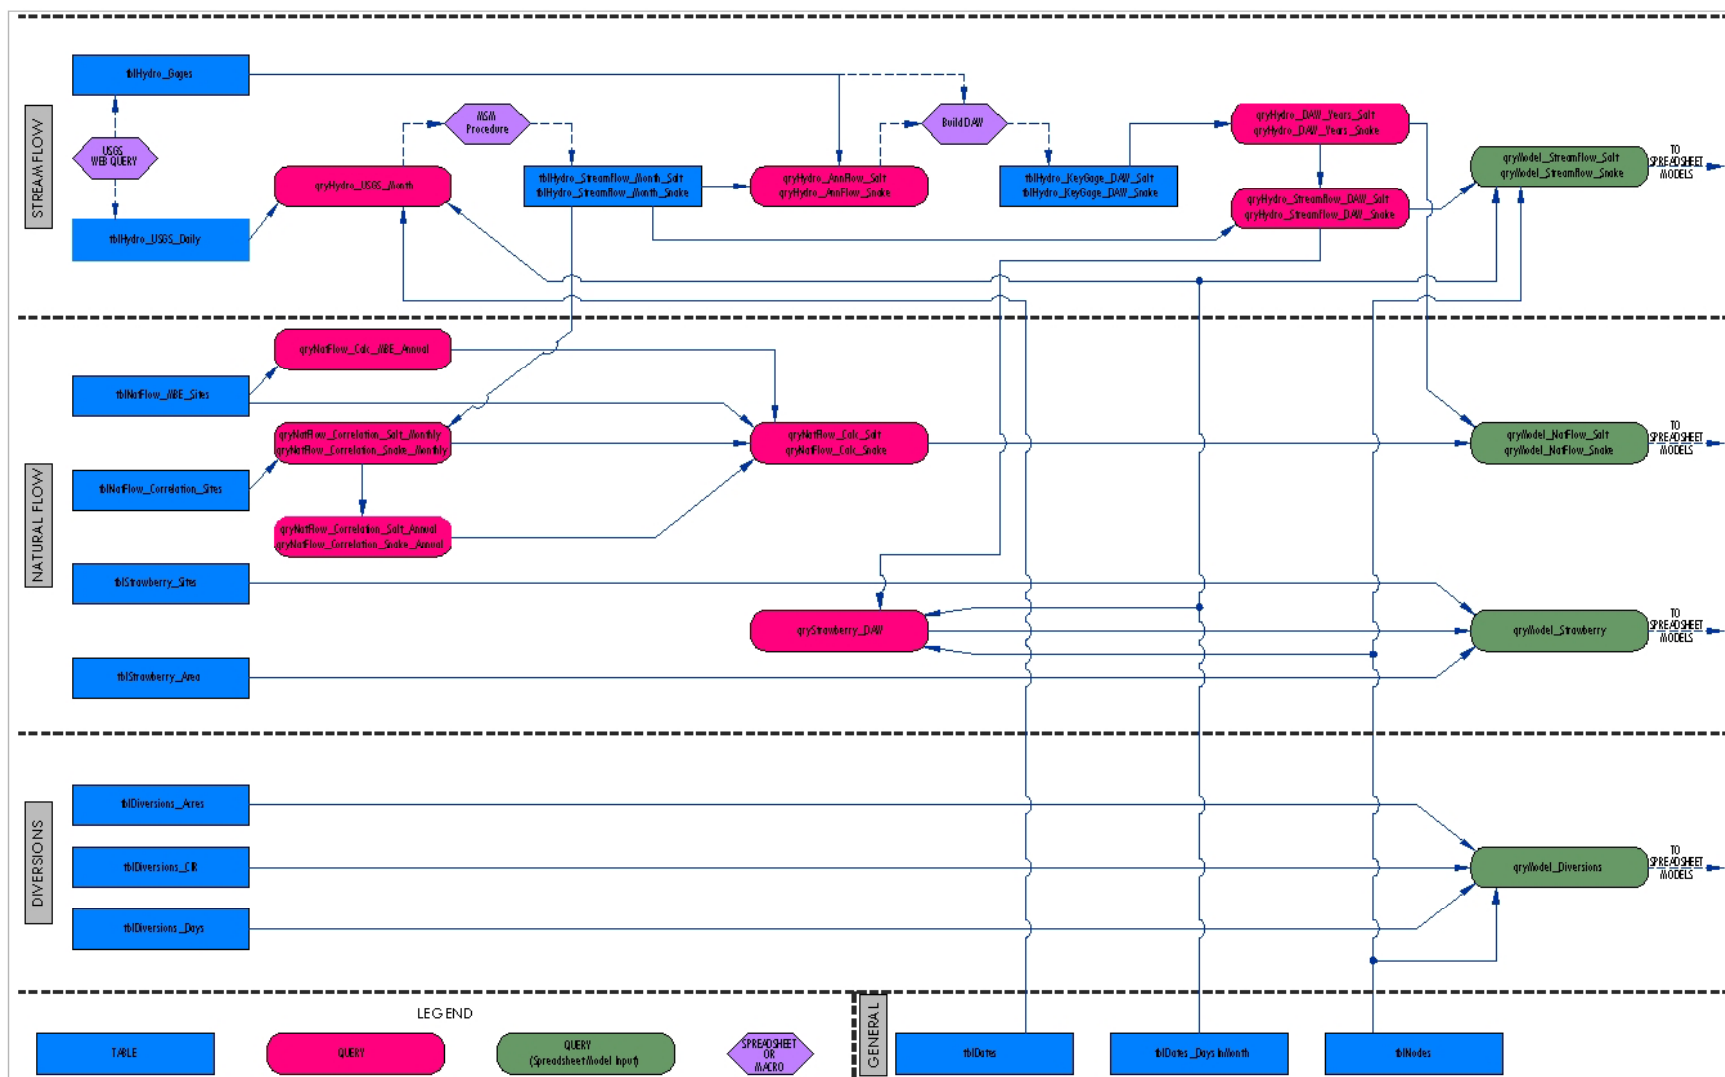 STREAMFLOW
tblHydro_Gages
USGS
WEB QUERY
tblHydro_USGS_Daily
qryHydro_USGS_Month
MSM
Procedure
tblHydro_Streamflow_Month_Salt
tblHydro_Streamflow_Month_Snake
qryHydro_AnnFlow_Salt
qryHydro_AnnFlow_Snake
Build DAW
tblHydro_KeyGage_DAW_Salt
tblHydro_KeyGage_DAW_Snake
qryHydro_DAW_Years_Salt
qryHydro_DAW_Years_Snake
qryHydro_Streamflow_DAW_Salt
qryHydro_Streamflow_DAW_Snake
qryModel_Streamflow_Salt
qryModel_Streamflow_Snake
TO
SPREADSHEET
MODELS
NATURAL FLOW
qryNatFlow_Calc_MBE_Annual
tblNatFlow_MBE_Sites
qryNatFlow_Correlation_Salt_Monthly
qryNatFlow_Correlation_Snake_Monthly
tblNatFlow_Correlation_Sites
qryNatFlow_Correlation_Salt_Annual
qryNatFlow_Correlation_Snake_Annual
qryNatFlow_Calc_Salt
qryNatFlow_Calc_Snake
qryModel_NatFlow_Salt
qryModel_NatFlow_Snake
TO
SPREADSHEET
MODELS
tblStrawberry_Sites
qryStrawberry_DAW
tblStrawberry_Area
qryModel_Strawberry
TO
SPREADSHEET
MODELS
DIVERSIONS
tblDiversions_Acres
tblDiversions_CIR
tblDiversions_Days
qryModel_Diversions
TO
SPREADSHEET
MODELS
LEGEND
TABLE
QUERY
QUERY
(Spreadsheet Model Input)
SPREADSHEET
OR
MACRO
GENERAL
tblDates
tblDates_DaysInMonth
tblNodes